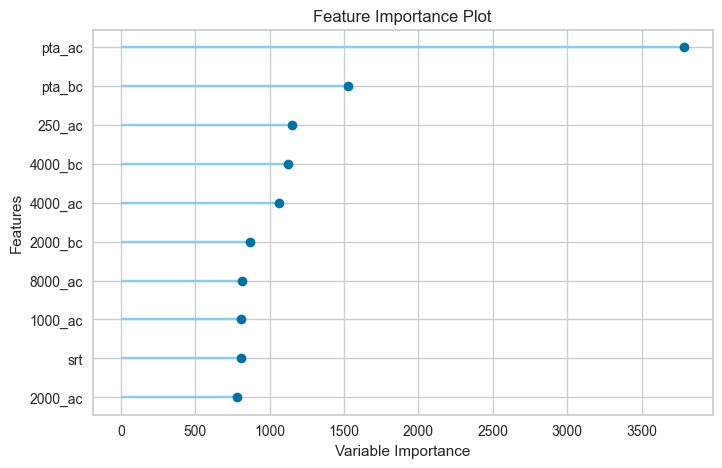 Feature Importance Plot
Features
pta_ac
pta_bc
250_ac
4000_bc
4000_ac
2000_bc
8000_ac
1000_ac
srt
2000_ac
0 500 1000 1500 2000 2500 3000 3500
Variable Importance